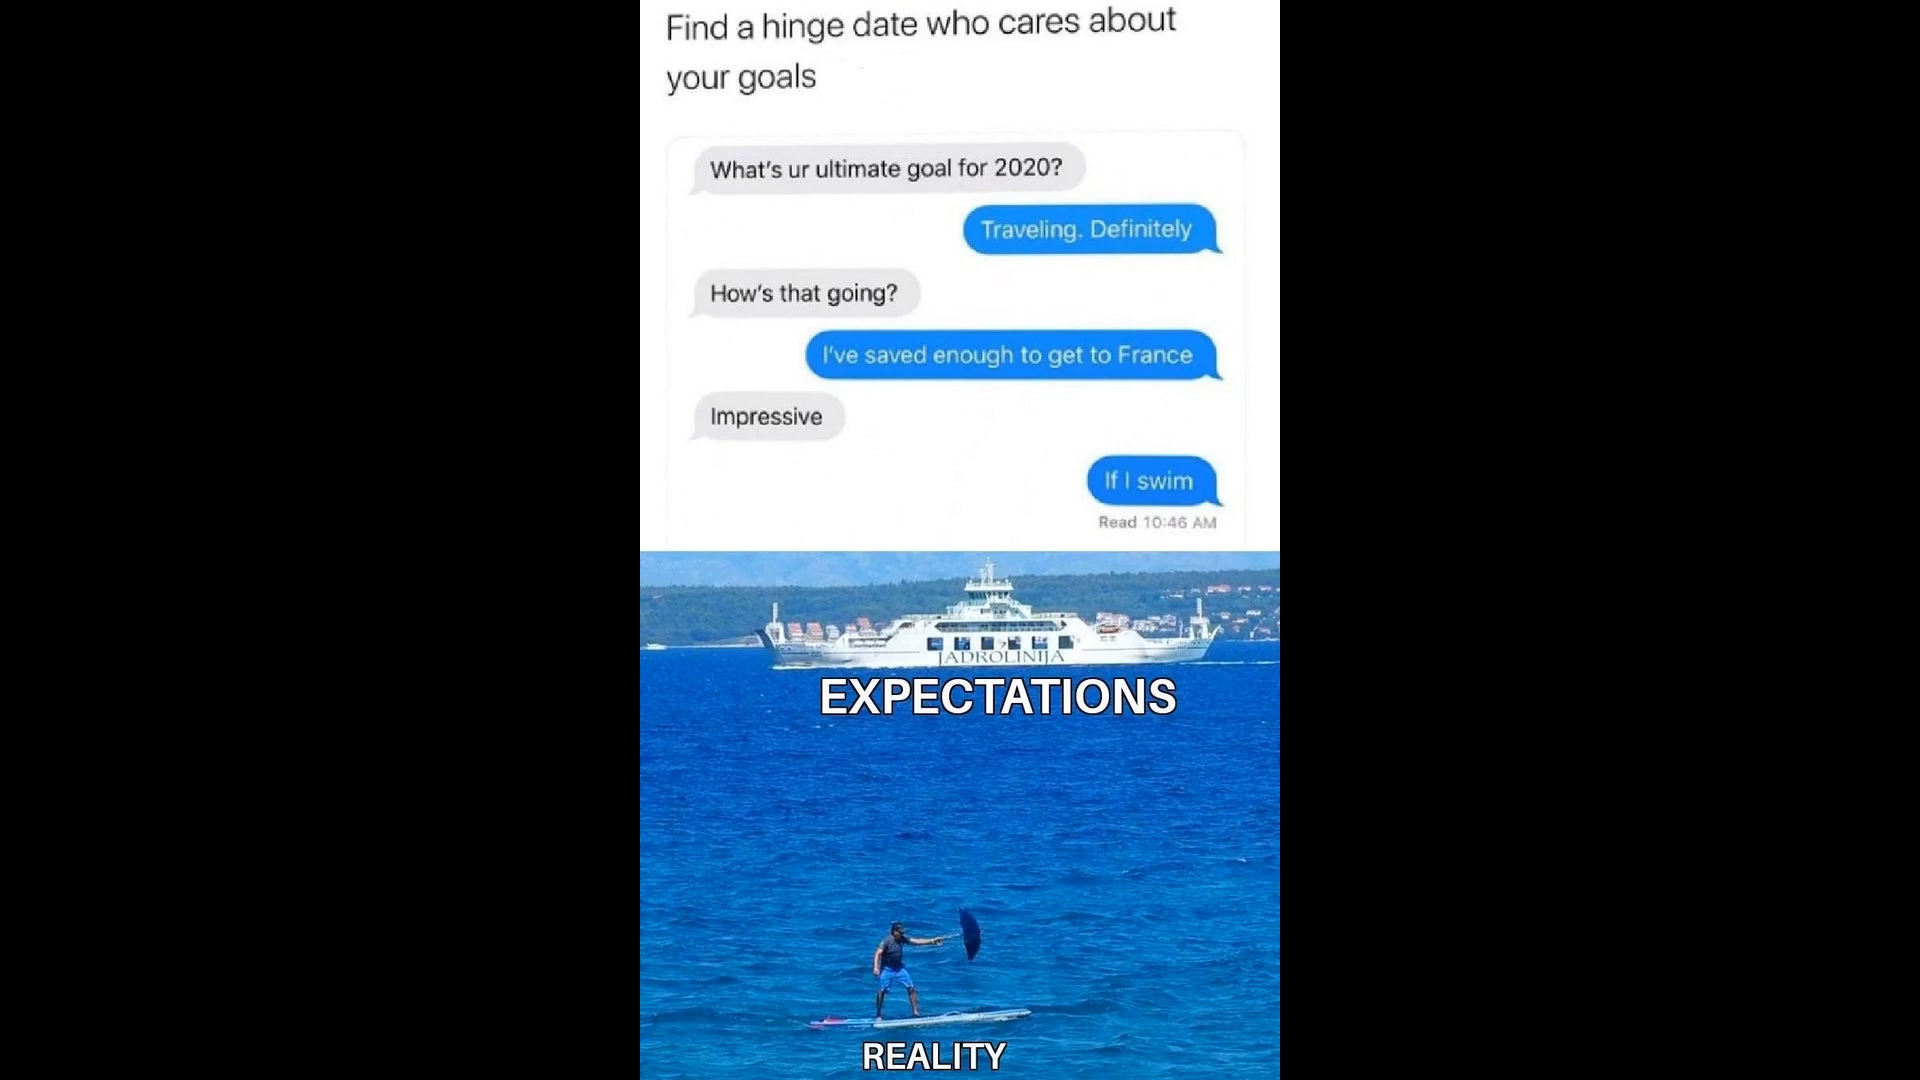 Find a hinge date who cares about
your goals
What's ur ultimate goal for 2020?
Traveling. Definitely
How's that going?
I've saved enough to get to France
Impressive
If I swim
Read 10:46 AM
JADROLINIJA
EXPECTATIONS
REALITY